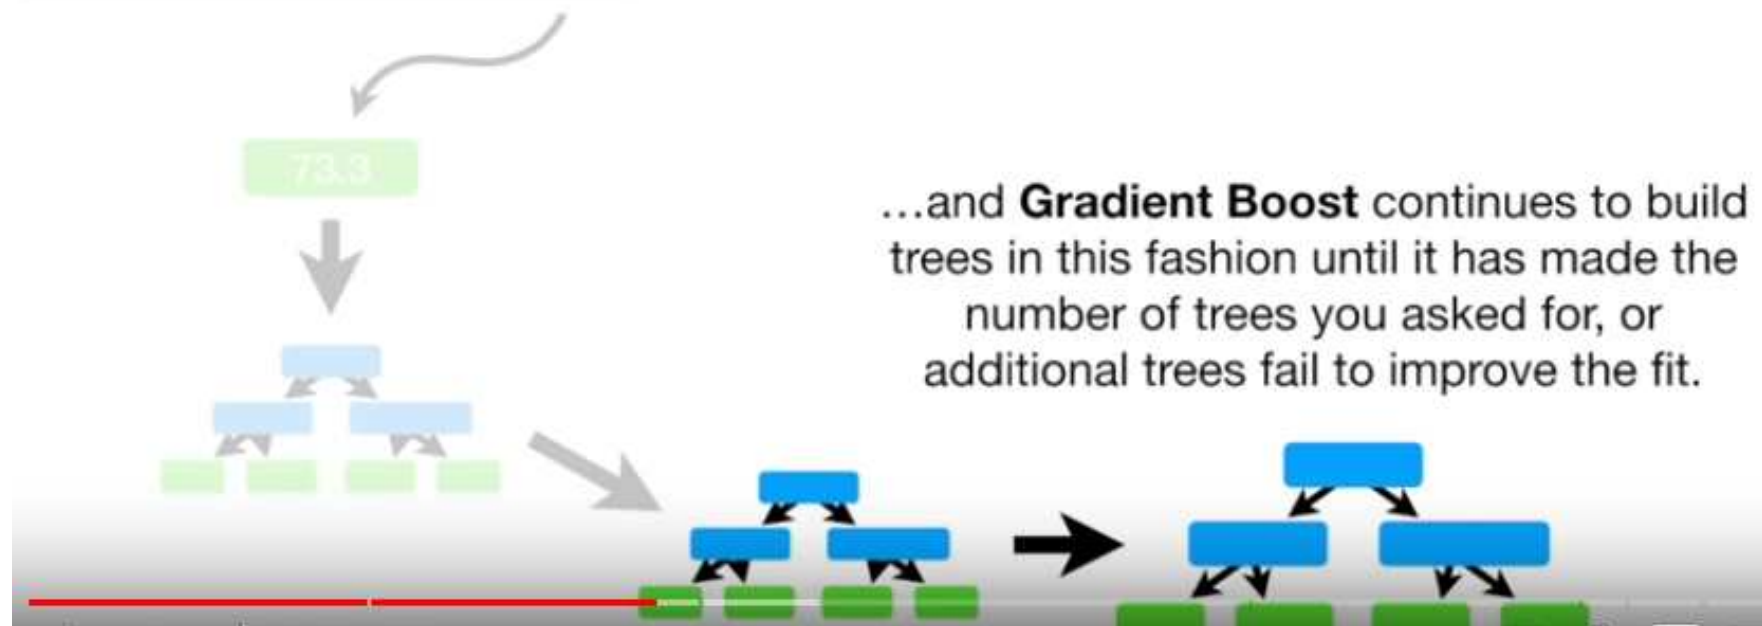 73.3
...and Gradient Boost continues to build
trees in this fashion until it has made the
number of trees you asked for, or
additional trees fail to improve the fit.